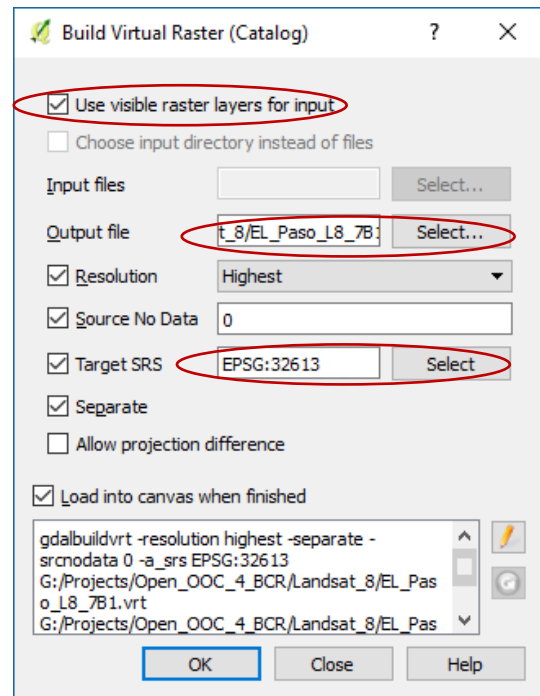 Build Virtual Raster (Catalog) ?
Use visible raster layers for input
Choose input directory instead of files
Input files Select...
Output file t_8/EL_Paso_L8_7B1 Select...
Resolution Highest
Source No Data 0
Target SRS EPSG:32613 Select
Separate
Allow projection difference
Load into canvas when finished
gdalbuildvrt -resolution highest -separate -
srcnodata 0 -a_srs EPSG:32613
G:/Projects/Open_OOC_4_BCR/Landsat_8/EL_Pas
o_L8_7B1.vrt
G:/Projects/Open_OOC_4_BCR/Landsat_8/EL_Pas
OK Close Help